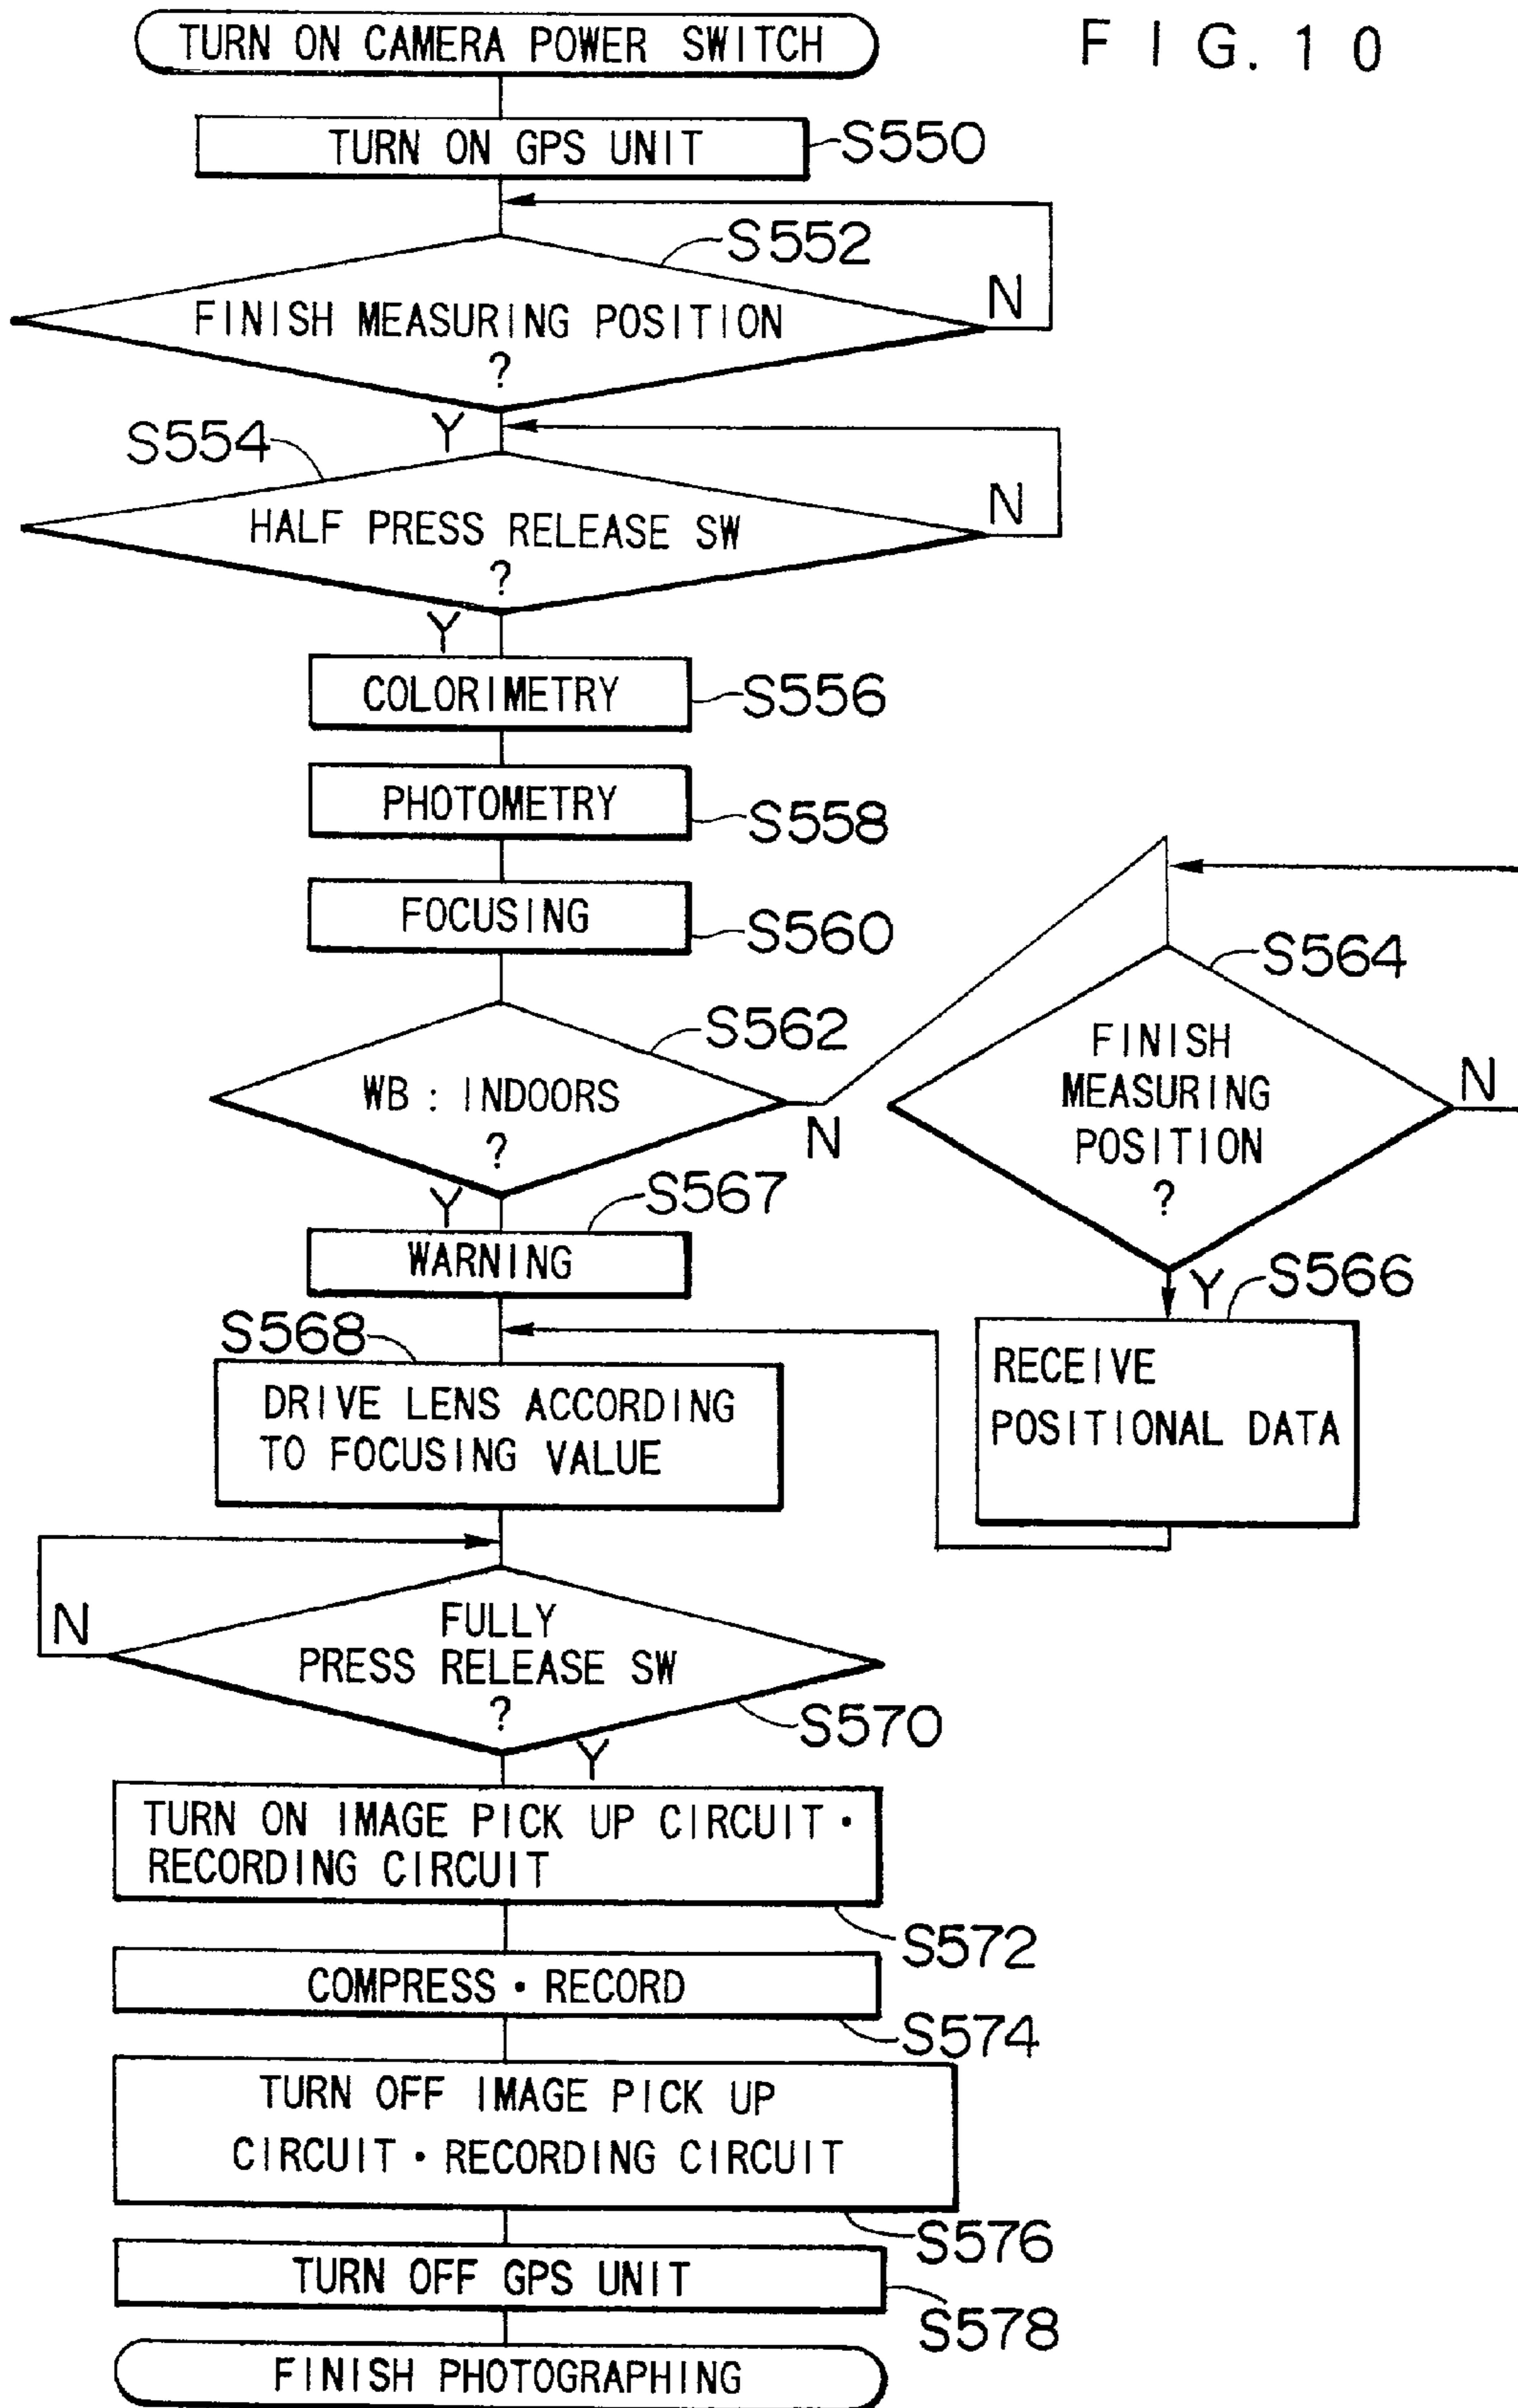 FIG. 10
TURN ON CAMERA POWER SWITCH
TURN ON GPS UNIT
S550
S552
FINISH MEASURING POSITION
?
N
Y
S554
HALF PRESS RELEASE SW
?
N
Y
COLORIMETRY
S556
PHOTOMETRY
S558
FOCUSING
S560
S562
WB : INDOORS
?
N
Y
S564
FINISH
MEASURING
POSITION
?
N
Y
S566
RECEIVE
POSITIONAL DATA
S567
WARNING
S568
DRIVE LENS ACCORDING
TO FOCUSING VALUE
N
FULLY
PRESS RELEASE SW
?
S570
Y
TURN ON IMAGE PICK UP CIRCUIT・
RECORDING CIRCUIT
S572
COMPRESS・RECORD
S574
TURN OFF IMAGE PICK UP
CIRCUIT・RECORDING CIRCUIT
S576
TURN OFF GPS UNIT
S578
FINISH PHOTOGRAPHING